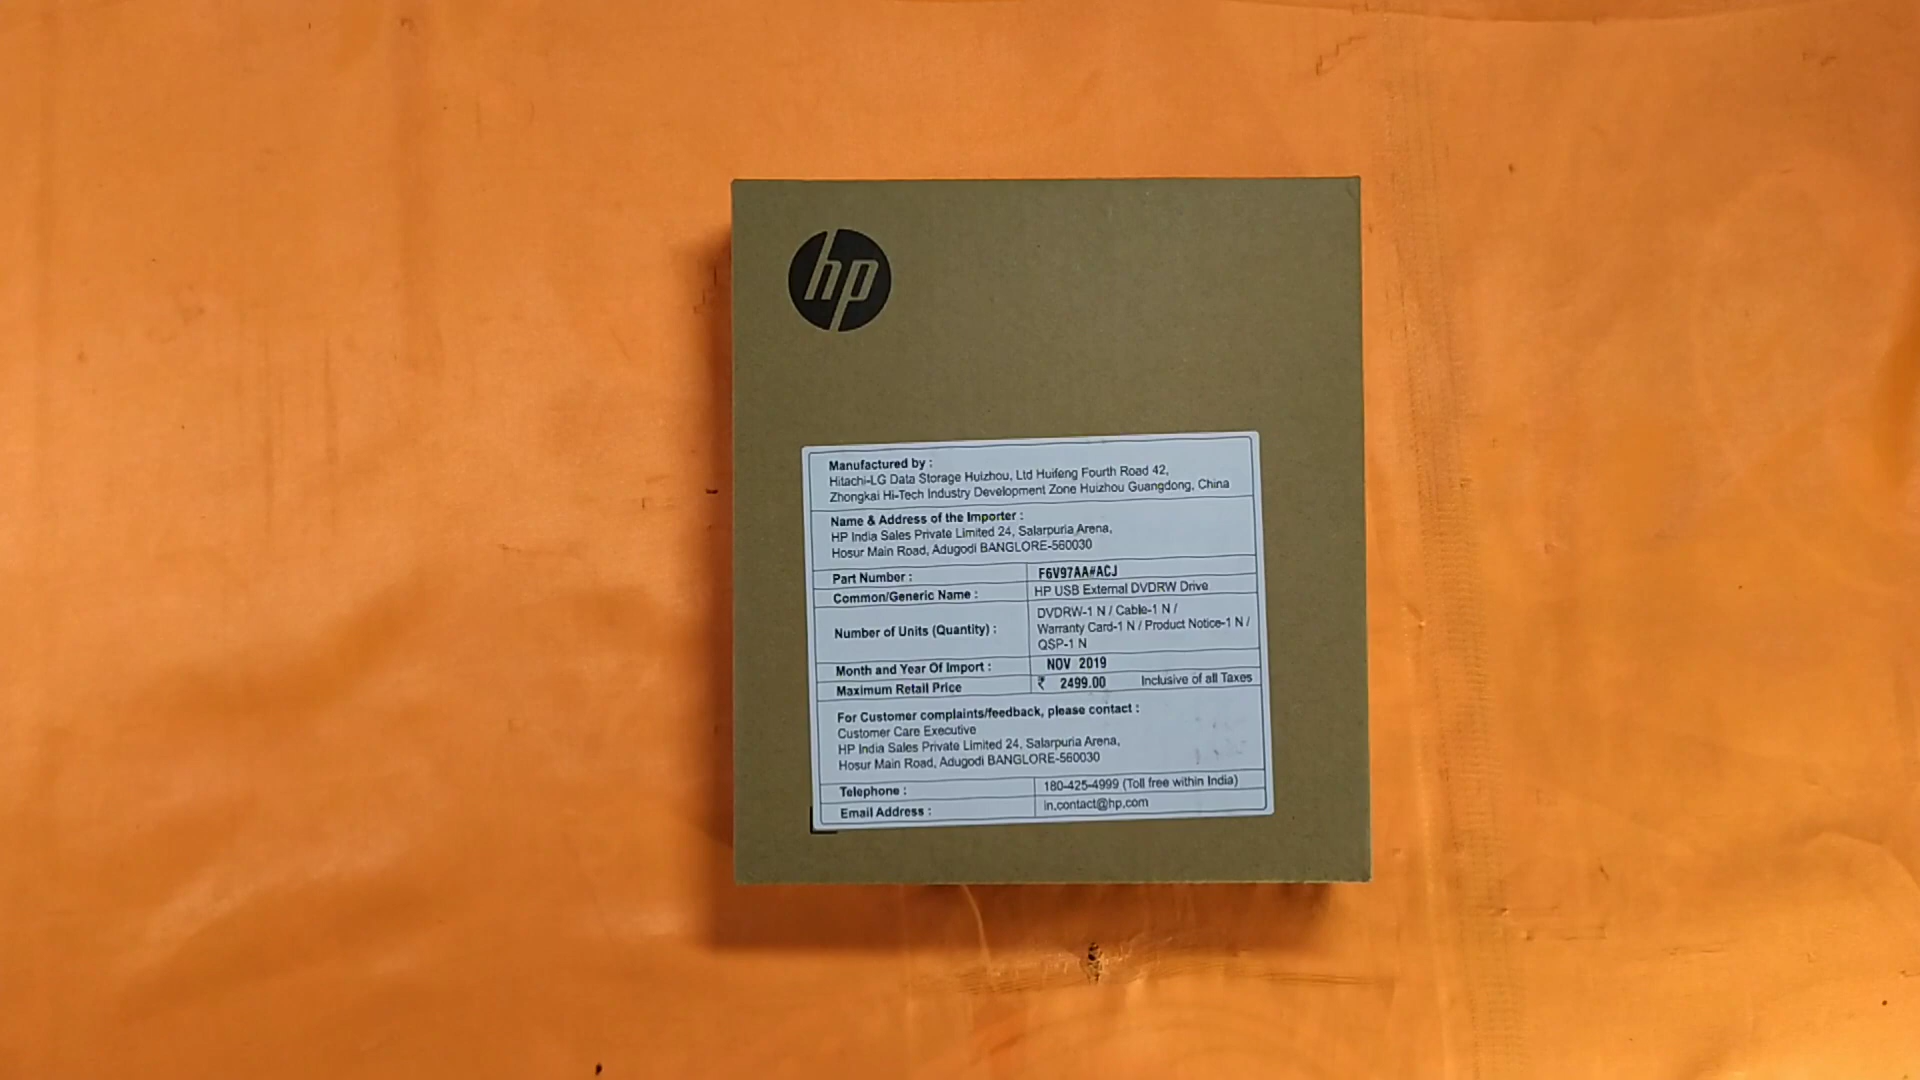 hp
Manufactured by :
Hitachi-LG Data Storage Huizhou, Ltd Huifeng Fourth Road 42,
Zhongkai Hi-Tech Industry Development Zone Huizhou Guangdong, China
Name & Address of the Importer :
HP India Sales Private Limited 24, Salarpuria Arena,
Hosur Main Road, Adugodi BANGLORE-560030
Part Number : F6V97AA#ACJ
Common/Generic Name : HP USB External DVDRW Drive
Number of Units (Quantity) : DVDRW-1 N / Cable-1 N /
Warranty Card-1 N / Product Notice-1 N /
QSP-1 N
Month and Year Of Import : NOV 2019
Maximum Retail Price ₹ 2499.00 Inclusive of all Taxes
For Customer complaints/feedback, please contact :
Customer Care Executive
HP India Sales Private Limited 24, Salarpuria Arena,
Hosur Main Road, Adugodi BANGLORE-560030
Telephone : 180-425-4999 (Toll free within India)
Email Address : in.contact@hp.com